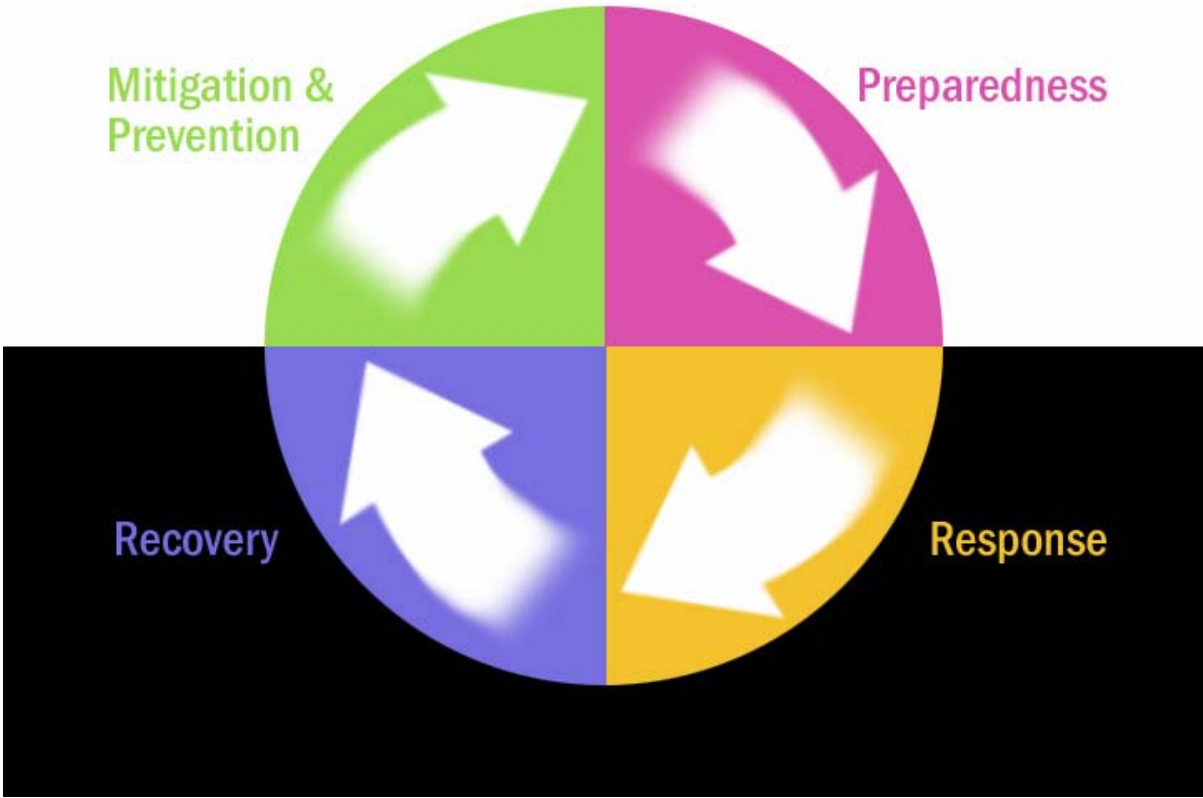 Mitigation &
Prevention
Preparedness
Recovery
Response